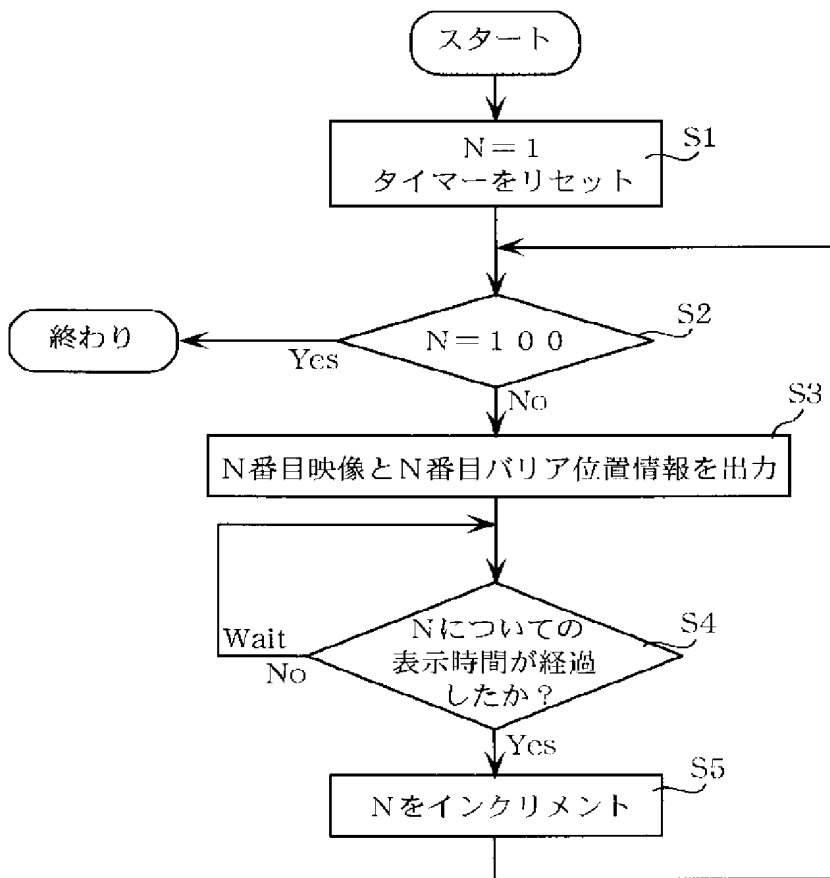 スタート
N=1
タイマーをリセット
S1
N=100
S2
終わり
Yes
No
S3
N番目映像とN番目バリア位置情報を出力
Nについての
表示時間が経過
したか?
S4
Wait
No
Yes
S5
Nをインクリメント